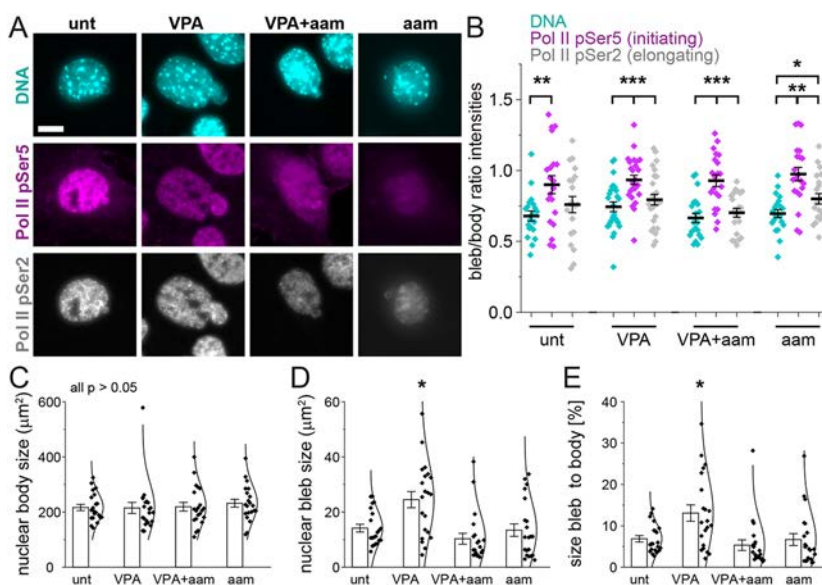 A
unt
VPA
VPA+aam
aam
DNA
Pol II pSer5
Pol II pSer2
B
DNA
Pol II pSer5 (initiating)
Pol II pSer2 (elongating)
bleb/body ratio intensities
1.5
1.0
0.5
0.0
**
***
***
*
**
unt
VPA
VPA+aam
aam
C
all p > 0.05
nuclear body size (μm²)
600
400
200
0
unt
VPA
VPA+aam
aam
D
*
nuclear bleb size (μm²)
60
40
20
0
unt
VPA
VPA+aam
aam
E
*
size bleb to body [%]
40
30
20
10
0
unt
VPA
VPA+aam
aam